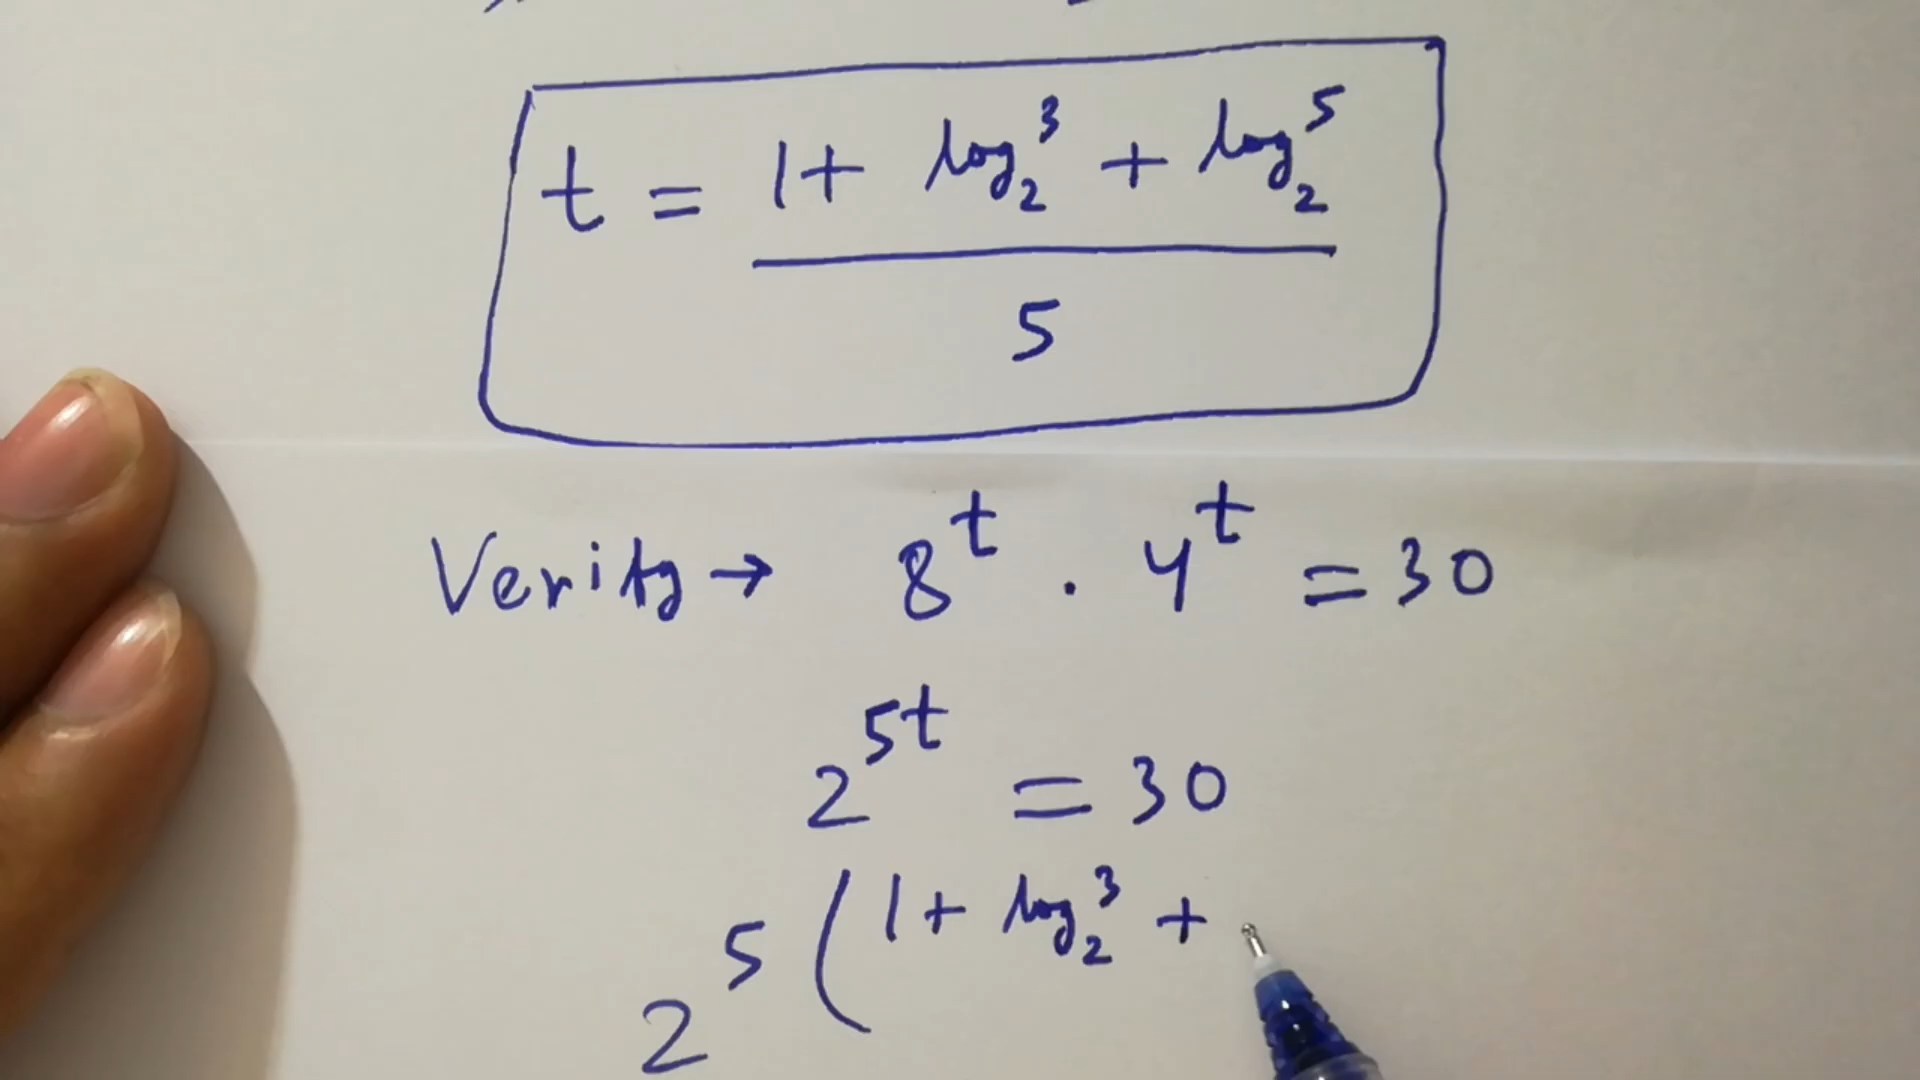 t = 1 + log₂³ + log₂⁵
5
Verify → 8ᵗ . 4ᵗ = 30
2⁵ᵗ = 30
2⁵ ( 1 + log₂³ +